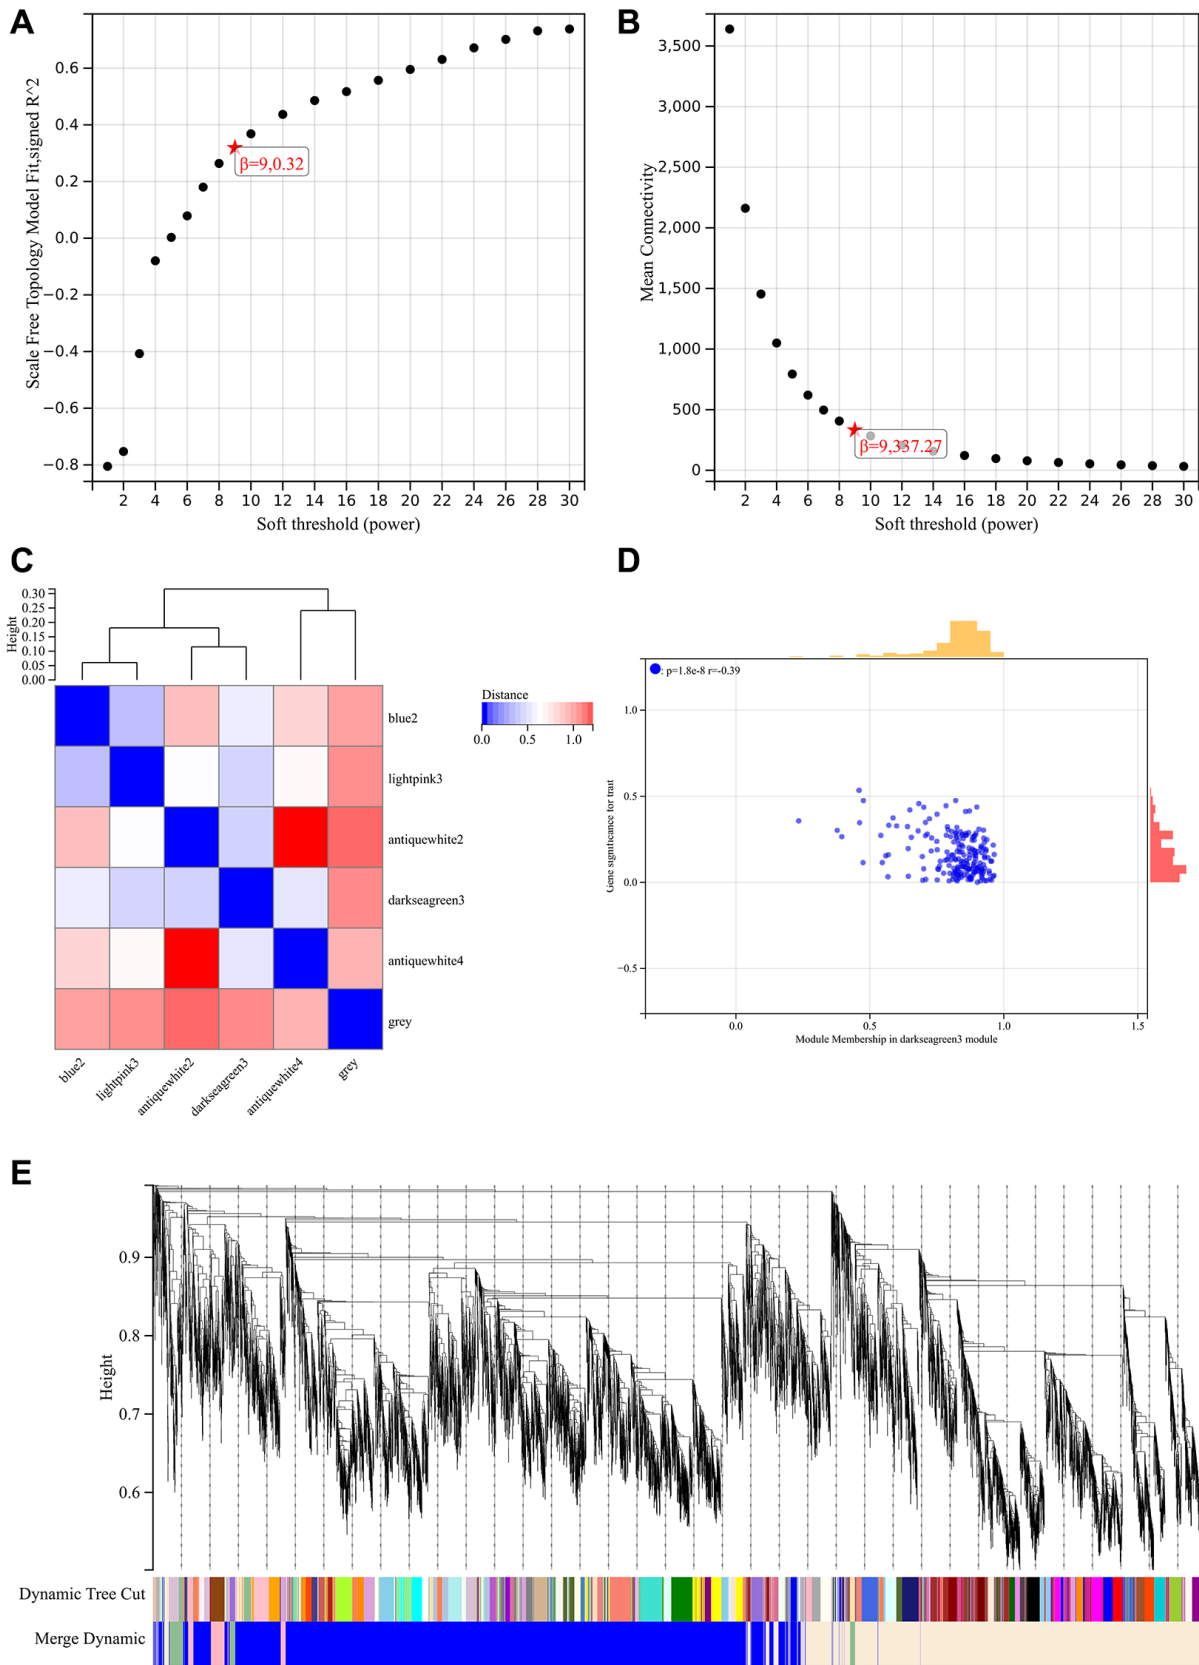 A
Scale Free Topology Model Fit,signed R^2
0.6
0.4
0.2
0.0
−0.2
−0.4
−0.6
−0.8
β=9,0.32
2 4 6 8 10 12 14 16 18 20 22 24 26 28 30
Soft threshold (power)
B
Mean Connectivity
3,500
3,000
2,500
2,000
1,500
1,000
500
0
β=9,337.27
2 4 6 8 10 12 14 16 18 20 22 24 26 28 30
Soft threshold (power)
C
Height
0.30
0.25
0.20
0.15
0.10
0.05
0.00
blue2
lightpink3
antiquewhite2
darkseagreen3
antiquewhite4
grey
blue2
lightpink3
antiquewhite2
darkseagreen3
antiquewhite4
grey
Distance
0.0 0.5 1.0
D
: p=1.8e-8 r=-0.39
Gene significance for trait
1.0
0.5
0.0
−0.5
0.0 0.5 1.0 1.5
Module Membership in darkseagreen3 module
E
Height
0.9
0.8
0.7
0.6
Dynamic Tree Cut
Merge Dynamic